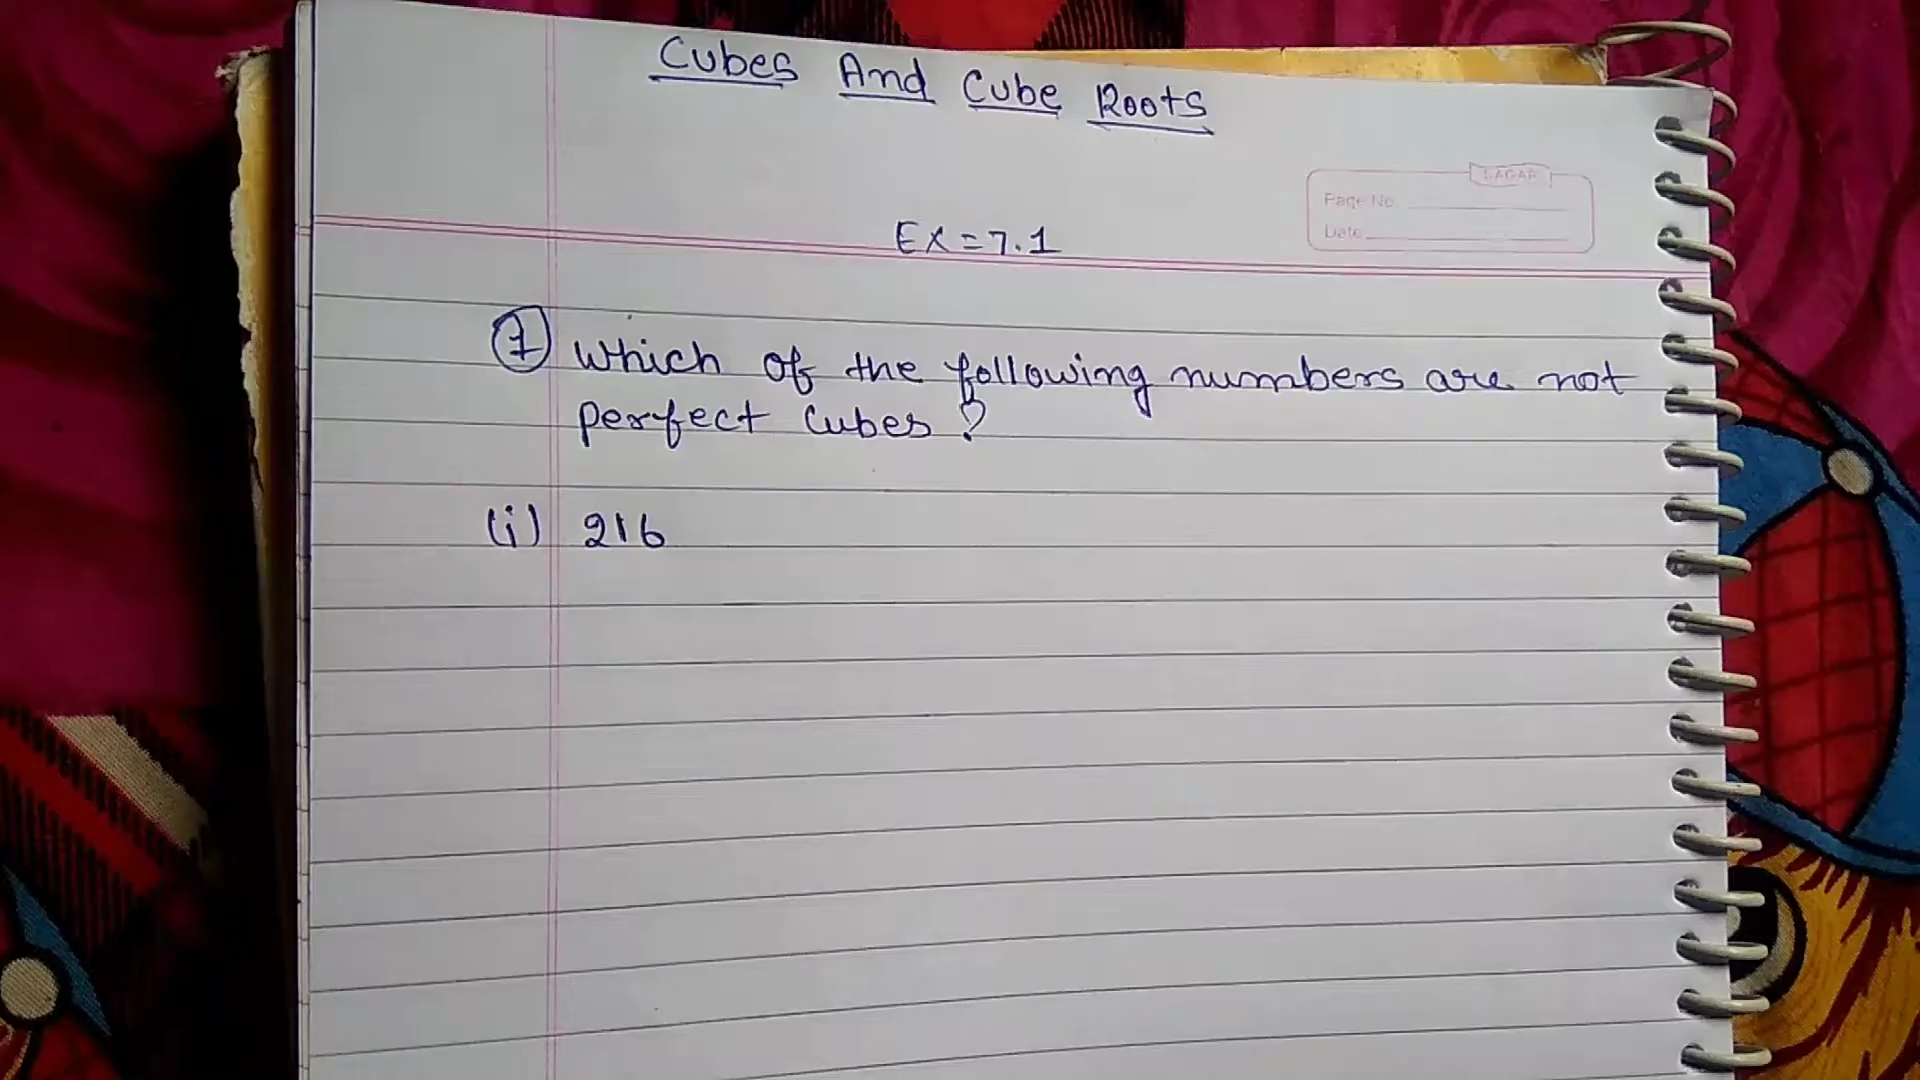 Cubes And Cube Roots
SAGAR
Page No.
Date
Ex = 7.1
① Which of the following numbers are not
perfect cubes ?
(i) 216